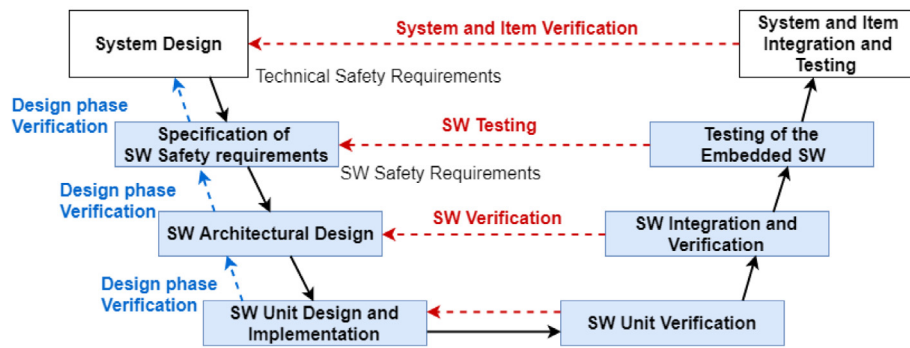 System Design
System and Item Verification
System and Item
Integration and
Testing
Technical Safety Requirements
Design phase
Verification
Specification of
SW Safety requirements
SW Testing
Testing of the
Embedded SW
SW Safety Requirements
Design phase
Verification
SW Architectural Design
SW Verification
SW Integration and
Verification
Design phase
Verification
SW Unit Design and
Implementation
SW Unit Verification